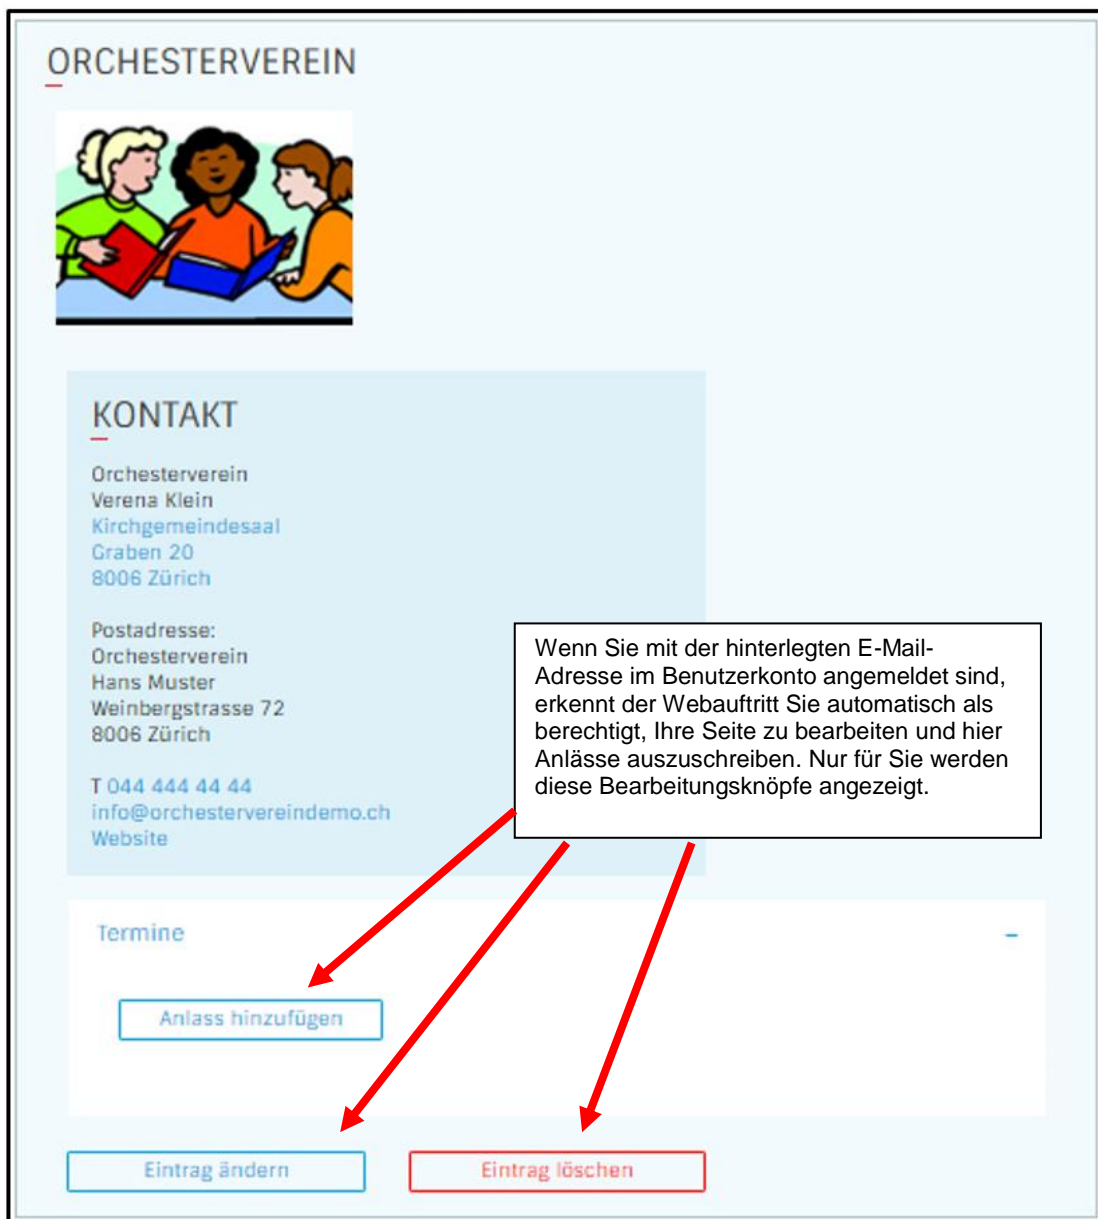 ORCHESTERVEREIN
KONTAKT
Orchesterverein
Verena Klein
Kirchgemeindesaal
Graben 20
8006 Zürich
Postadresse:
Orchesterverein
Hans Muster
Weinbergstrasse 72
8006 Zürich
T 044 444 44 44
info@orchestervereindemo.ch
Website
Wenn Sie mit der hinterlegten E-Mail-
Adresse im Benutzerkonto angemeldet sind,
erkennt der Webauftritt Sie automatisch als
berechtigt, Ihre Seite zu bearbeiten und hier
Anlässe auszuschreiben. Nur für Sie werden
diese Bearbeitungsknöpfe angezeigt.
Termine
Anlass hinzufügen
Eintrag ändern
Eintrag löschen